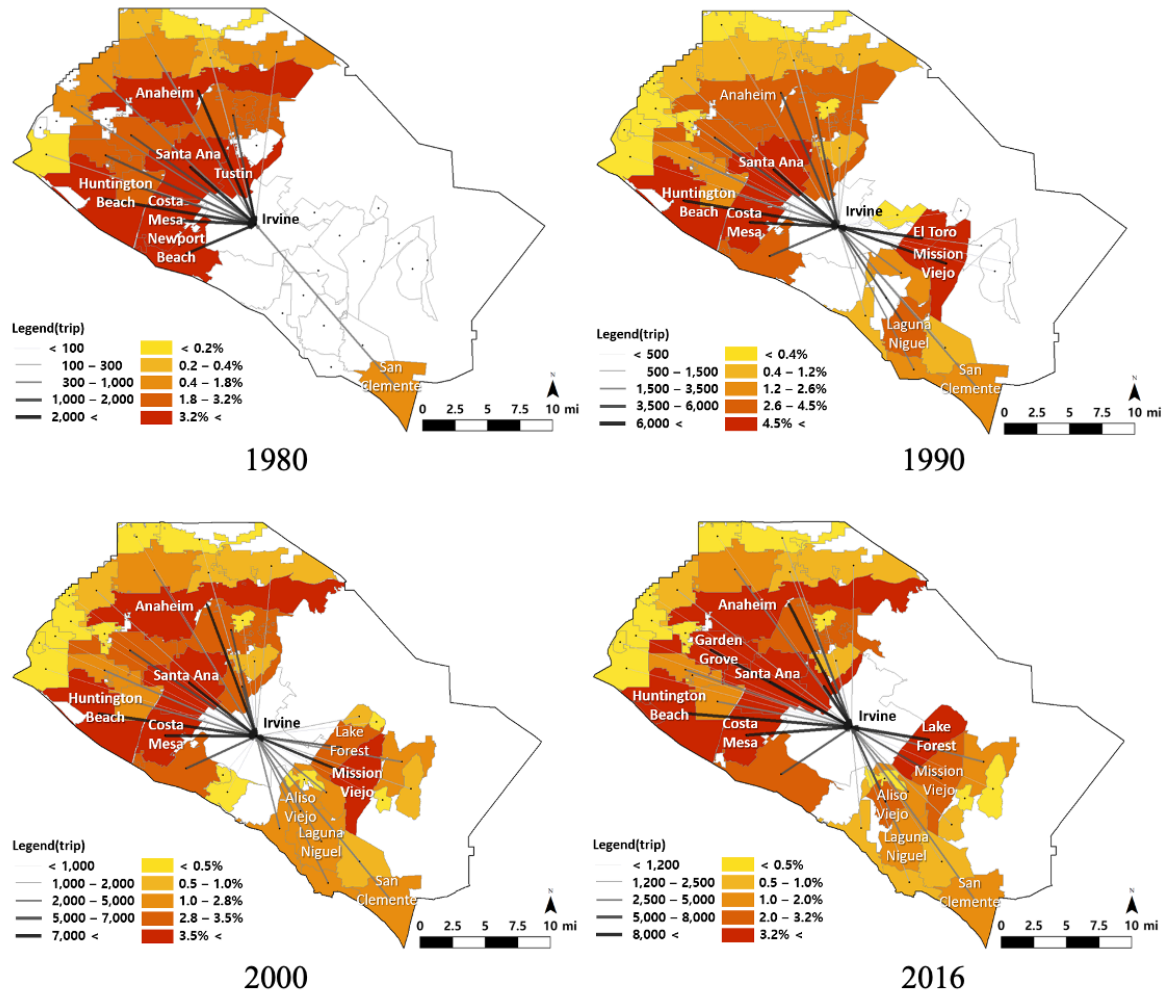 Anaheim
Santa Ana
Tustin
Huntington
Beach
Costa
Mesa
Newport
Beach
Irvine
San
Clemente
Legend(trip)
< 100
100 – 300
300 – 1,000
1,000 – 2,000
2,000 <
< 0.2%
0.2 – 0.4%
0.4 – 1.8%
1.8 – 3.2%
3.2% <
N
0 2.5 5 7.5 10 mi
1980
Anaheim
Santa Ana
Huntington
Beach
Costa
Mesa
Irvine
El Toro
Mission
Viejo
Laguna
Niguel
San
Clemente
Legend(trip)
< 500
500 – 1,500
1,500 – 3,500
3,500 – 6,000
6,000 <
< 0.4%
0.4 – 1.2%
1.2 – 2.6%
2.6 – 4.5%
4.5% <
N
0 2.5 5 7.5 10 mi
1990
Anaheim
Santa Ana
Huntington
Beach
Costa
Mesa
Irvine
Lake
Forest
Mission
Viejo
Aliso
Viejo
Laguna
Niguel
San
Clemente
Legend(trip)
< 1,000
1,000 – 2,000
2,000 – 5,000
5,000 – 7,000
7,000 <
< 0.5%
0.5 – 1.0%
1.0 – 2.8%
2.8 – 3.5%
3.5% <
N
0 2.5 5 7.5 10 mi
2000
Anaheim
Garden
Grove
Santa Ana
Huntington
Beach
Costa
Mesa
Irvine
Lake
Forest
Mission
Viejo
Aliso
Viejo
Laguna
Niguel
San
Clemente
Legend(trip)
< 1,200
1,200 – 2,500
2,500 – 5,000
5,000 – 8,000
8,000 <
< 0.5%
0.5 – 1.0%
1.0 – 2.0%
2.0 – 3.2%
3.2% <
N
0 2.5 5 7.5 10 mi
2016